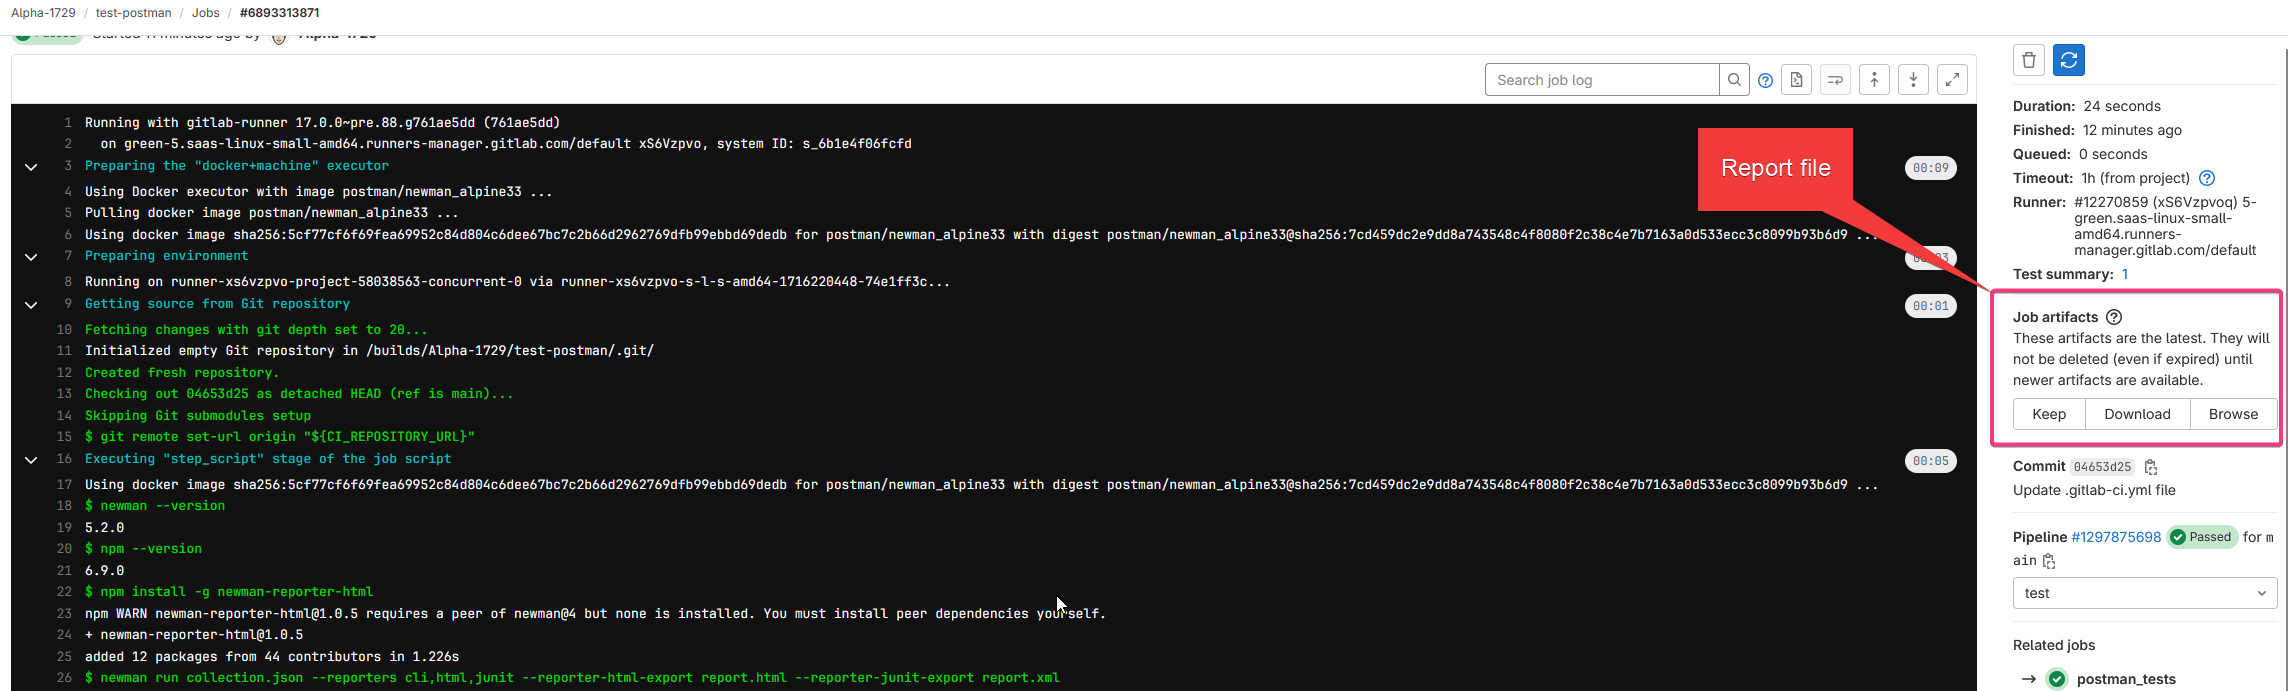 Alpha-1729 / test-postman / Jobs / #6893313871
Search job log
1 Running with gitlab-runner 17.0.0~pre.88.g761ae5dd (761ae5dd)
2 on green-5.saas-linux-small-amd64.runners-manager.gitlab.com/default xS6Vzpvo, system ID: s_6b1e4f06fcfd
3 Preparing the "docker+machine" executor 00:09
4 Using Docker executor with image postman/newman_alpine33 ...
5 Pulling docker image postman/newman_alpine33 ...
6 Using docker image sha256:5cf77cf6f69fea69952c84d804c6dee67bc7c2b66d2962769dfb99ebbd69dedb for postman/newman_alpine33 with digest postman/newman_alpine33@sha256:7cd459dc2e9dd8a743548c4f8080f2c38c4e7b7163a0d533ecc3c8099b93b6d9 ...
7 Preparing environment
8 Running on runner-xs6vzpvo-project-58038563-concurrent-0 via runner-xs6vzpvo-s-l-s-amd64-1716220448-74e1ff3c...
9 Getting source from Git repository 00:01
10 Fetching changes with git depth set to 20...
11 Initialized empty Git repository in /builds/Alpha-1729/test-postman/.git/
12 Created fresh repository.
13 Checking out 04653d25 as detached HEAD (ref is main)...
14 Skipping Git submodules setup
15 $ git remote set-url origin "${CI_REPOSITORY_URL}"
16 Executing "step_script" stage of the job script 00:05
17 Using docker image sha256:5cf77cf6f69fea69952c84d804c6dee67bc7c2b66d2962769dfb99ebbd69dedb for postman/newman_alpine33 with digest postman/newman_alpine33@sha256:7cd459dc2e9dd8a743548c4f8080f2c38c4e7b7163a0d533ecc3c8099b93b6d9 ...
18 $ newman --version
19 5.2.0
20 $ npm --version
21 6.9.0
22 $ npm install -g newman-reporter-html
23 npm WARN newman-reporter-html@1.0.5 requires a peer of newman@4 but none is installed. You must install peer dependencies yourself.
24 + newman-reporter-html@1.0.5
25 added 12 packages from 44 contributors in 1.226s
26 $ newman run collection.json --reporters cli,html,junit --reporter-html-export report.html --reporter-junit-export report.xml
Report file
Duration: 24 seconds
Finished: 12 minutes ago
Queued: 0 seconds
Timeout: 1h (from project)
Runner: #12270859 (xS6Vzpvoq) 5-
green.saas-linux-small-
amd64.runners-
manager.gitlab.com/default
Test summary: 1
Job artifacts
These artifacts are the latest. They will
not be deleted (even if expired) until
newer artifacts are available.
Keep Download Browse
Commit 04653d25
Update .gitlab-ci.yml file
Pipeline #1297875698 Passed for m
ain
test
Related jobs
→ postman_tests